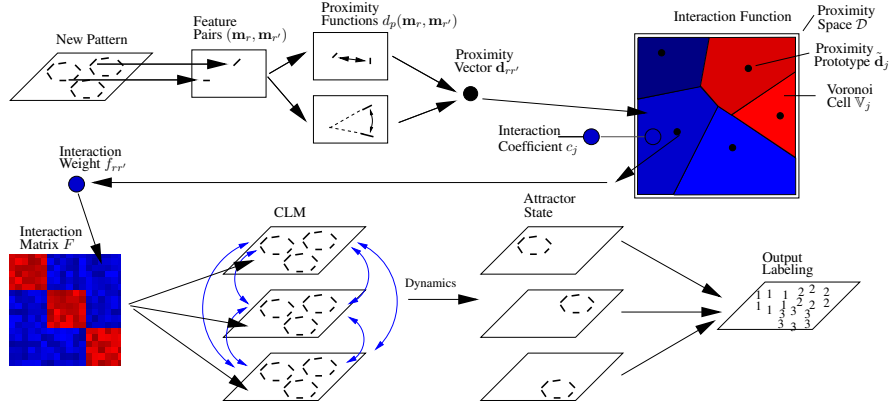 New Pattern
Feature
Pairs (m_r, m_r′)
Proximity
Functions d_p(m_r, m_r′)
Proximity
Vector d_rr′
Interaction Function
Proximity
Space 𝒟
Proximity
Prototype d̃_j
Voronoi
Cell 𝕍_j
Interaction
Coefficient c_j
Interaction
Weight f_rr′
Interaction
Matrix F
CLM
Dynamics
Attractor
State
Output
Labeling
1 1 1 2 2 2
1 1 2 2 2
1 3 3 3 3
3 3 3